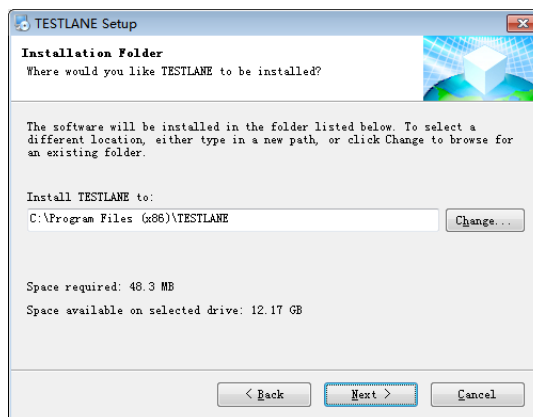 TESTLANE Setup
Installation Folder
Where would you like TESTLANE to be installed?
The software will be installed in the folder listed below. To select a
different location, either type in a new path, or click Change to browse for
an existing folder.
Install TESTLANE to:
C:\Program Files (x86)\TESTLANE
Change...
Space required: 48.3 MB
Space available on selected drive: 12.17 GB
< Back
Next >
Cancel